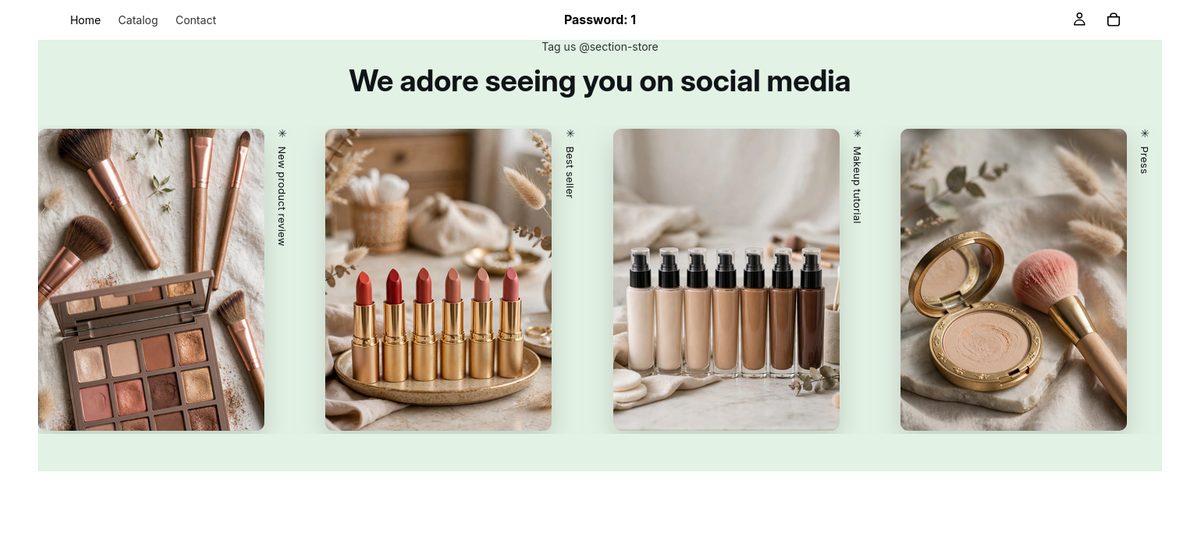 Home Catalog Contact Password: 1
Tag us @section-store
We adore seeing you on social media
✳ New product review
✳ Best seller
✳ Makeup tutorial
✳ Press